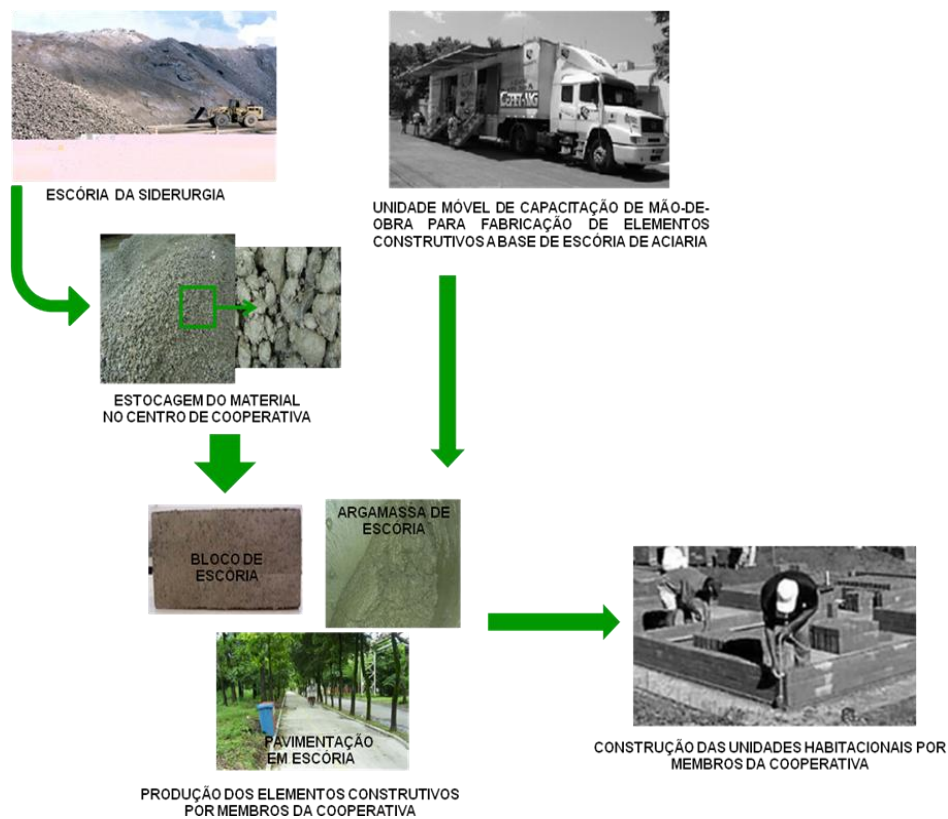 ESCÓRIA DA SIDERURGIA
CEFET-MG
UNIDADE MÓVEL DE CAPACITAÇÃO DE MÃO-DE-
OBRA PARA FABRICAÇÃO DE ELEMENTOS
CONSTRUTIVOS A BASE DE ESCÓRIA DE ACIARIA
ESTOCAGEM DO MATERIAL
NO CENTRO DE COOPERATIVA
BLOCO DE
ESCÓRIA
ARGAMASSA DE
ESCÓRIA
PAVIMENTAÇÃO
EM ESCÓRIA
PRODUÇÃO DOS ELEMENTOS CONSTRUTIVOS
POR MEMBROS DA COOPERATIVA
CONSTRUÇÃO DAS UNIDADES HABITACIONAIS POR
MEMBROS DA COOPERATIVA